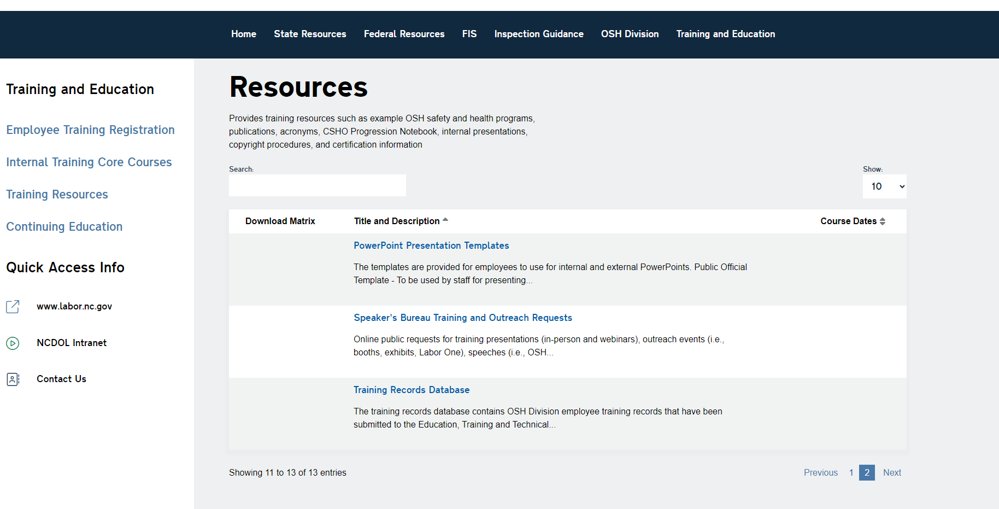 Home State Resources Federal Resources FIS Inspection Guidance OSH Division Training and Education
Training and Education
Employee Training Registration
Internal Training Core Courses
Training Resources
Continuing Education
Quick Access Info
www.labor.nc.gov
NCDOL Intranet
Contact Us
Resources
Provides training resources such as example OSH safety and health programs,
publications, acronyms, CSHO Progression Notebook, internal presentations,
copyright procedures, and certification information
Search:
Show:
10
Download Matrix Title and Description Course Dates
PowerPoint Presentation Templates
The templates are provided for employees to use for internal and external PowerPoints. Public Official
Template - To be used by staff for presenting...
Speaker's Bureau Training and Outreach Requests
Online public requests for training presentations (in-person and webinars), outreach events (i.e.,
booths, exhibits, Labor One), speeches (i.e., OSH...
Training Records Database
The training records database contains OSH Division employee training records that have been
submitted to the Education, Training and Technical...
Showing 11 to 13 of 13 entries
Previous 1 2 Next